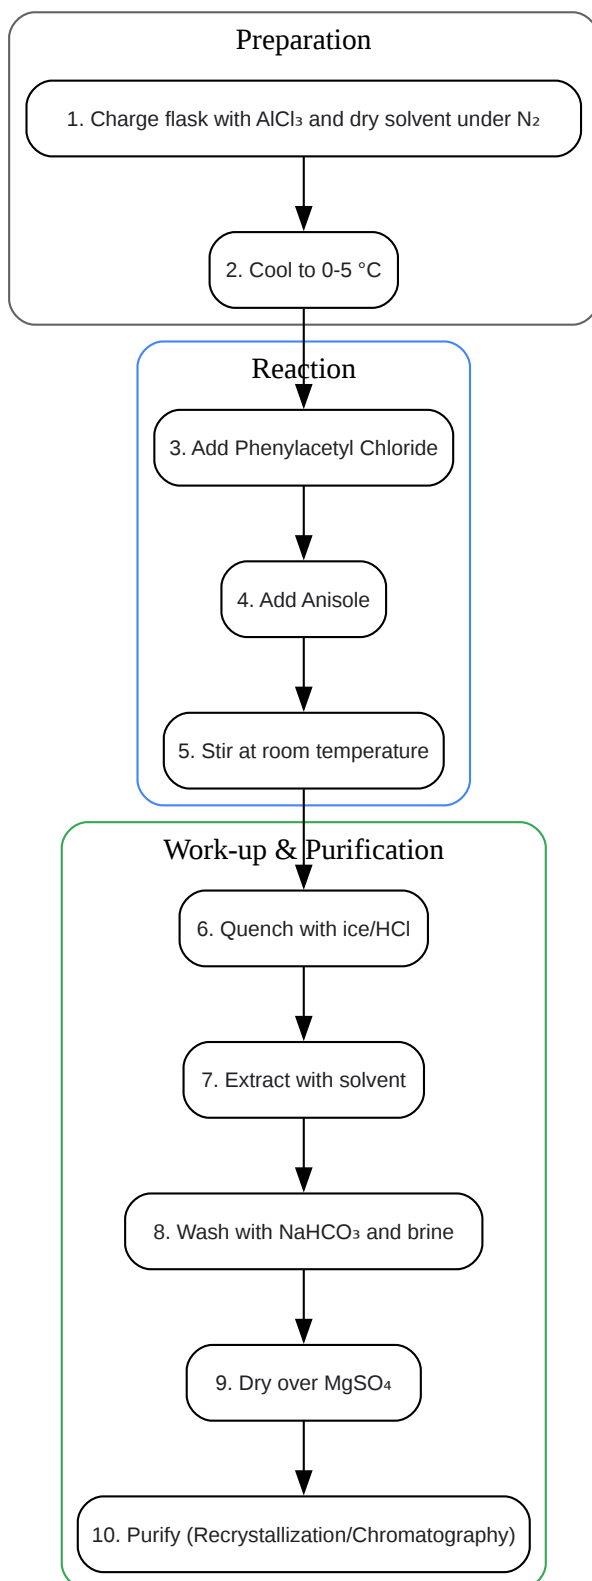 Preparation
1. Charge flask with AlCl₃ and dry solvent under N₂
2. Cool to 0-5 °C
Reaction
3. Add Phenylacetyl Chloride
4. Add Anisole
5. Stir at room temperature
Work-up & Purification
6. Quench with ice/HCl
7. Extract with solvent
8. Wash with NaHCO₃ and brine
9. Dry over MgSO₄
10. Purify (Recrystallization/Chromatography)